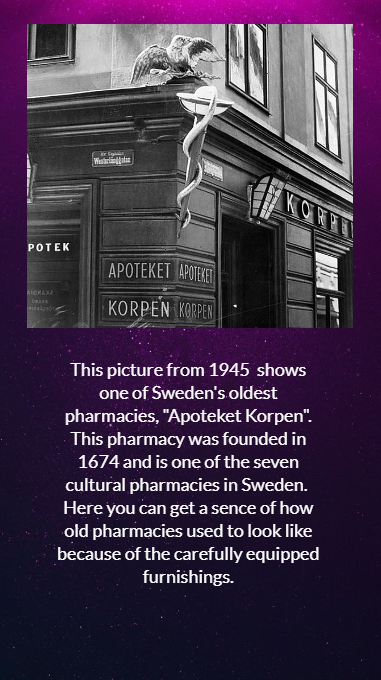 Westerlånggatan
KORP
POTEK
APOTEKET APOTEKET
KORPEN KORPEN
This picture from 1945 shows
one of Sweden's oldest
pharmacies, "Apoteket Korpen".
This pharmacy was founded in
1674 and is one of the seven
cultural pharmacies in Sweden.
Here you can get a sence of how
old pharmacies used to look like
because of the carefully equipped
furnishings.